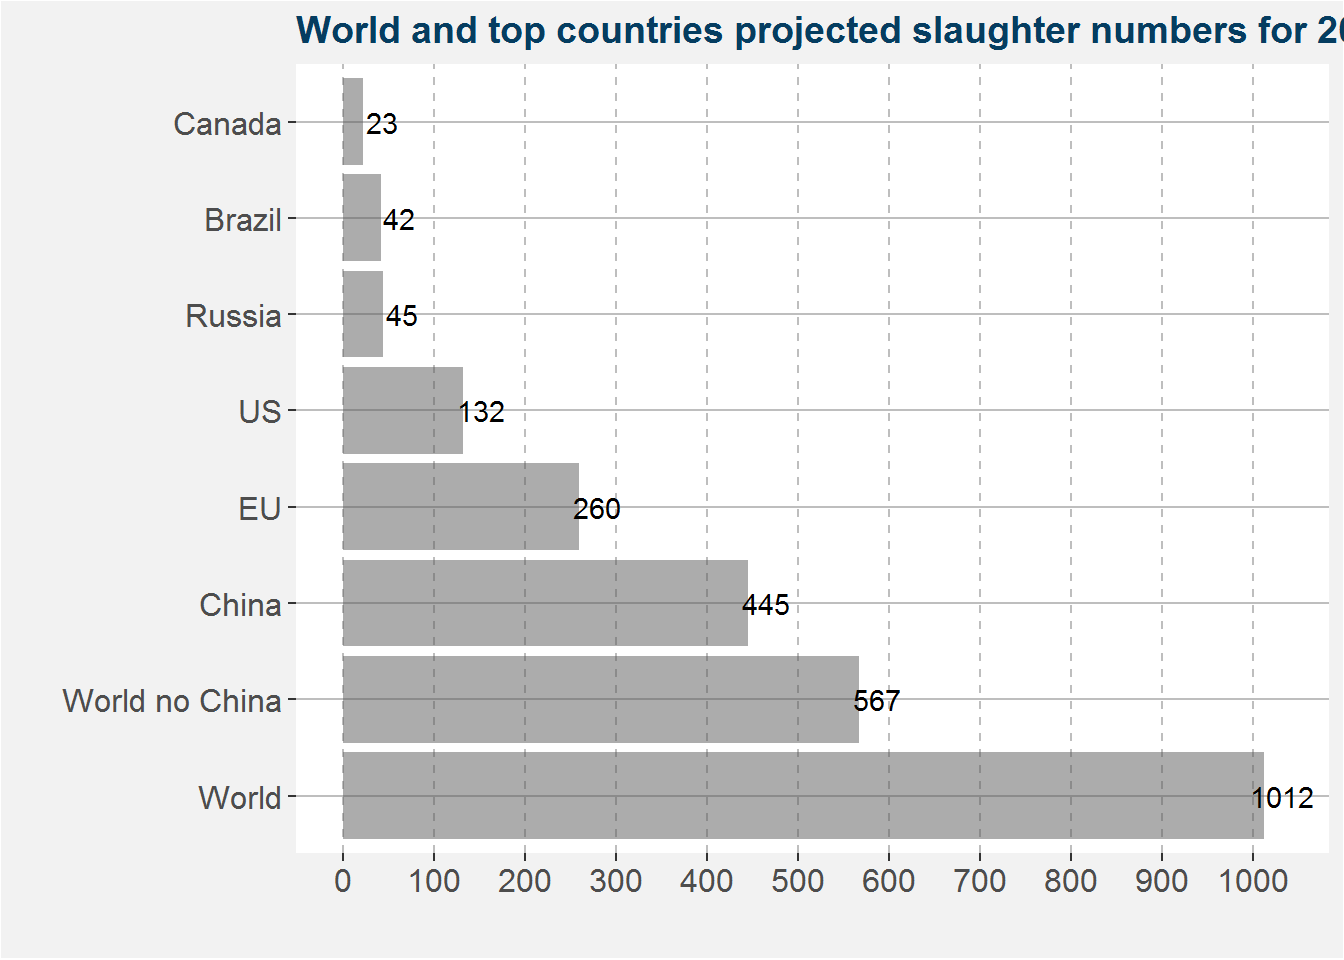 World and top countries projected slaughter numbers for 20
Canada 23
Brazil 42
Russia 45
US 132
EU 260
China 445
World no China 567
World 1012
0 100 200 300 400 500 600 700 800 900 1000